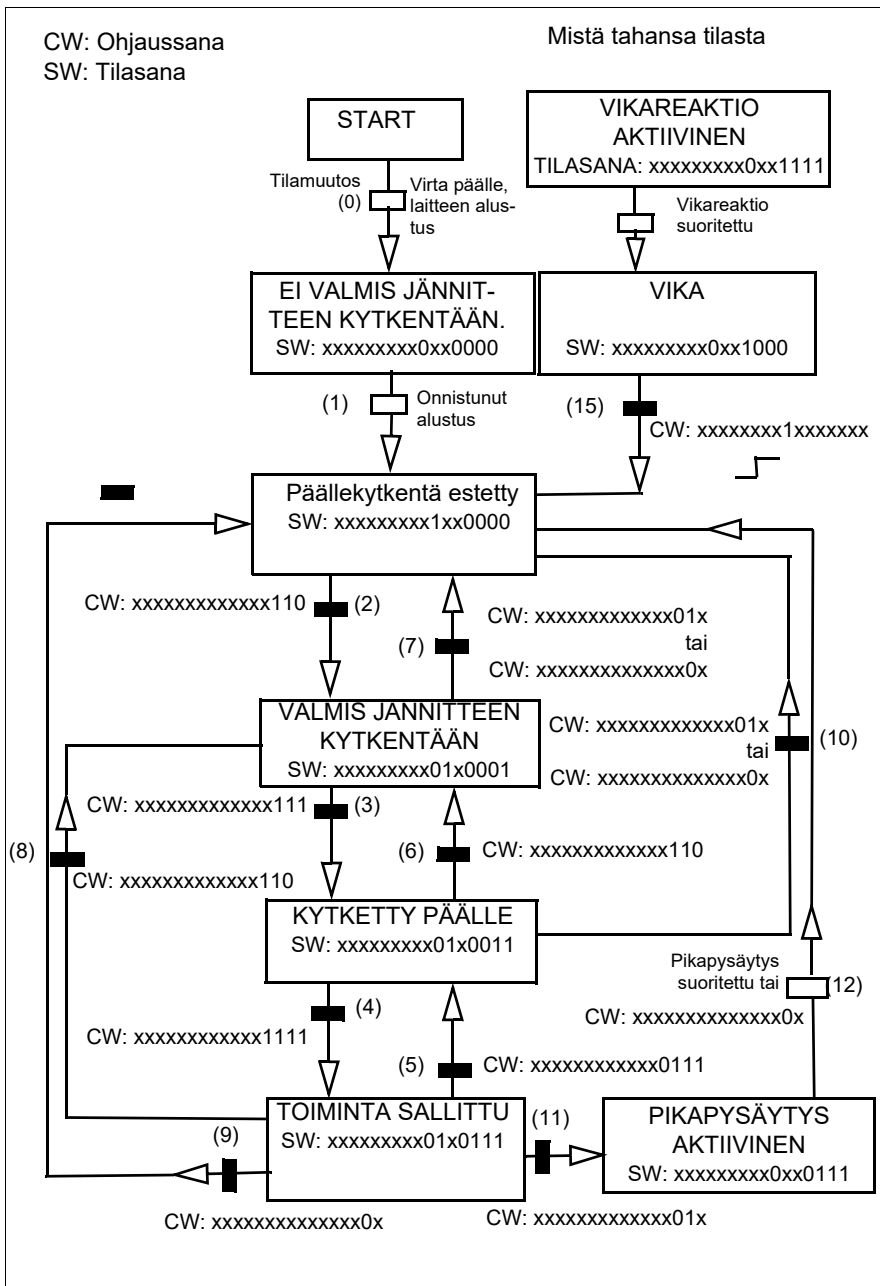 CW: Ohjaussana
SW: Tilasana
Mistä tahansa tilasta
START
VIKAREAKTIO
AKTIIVINEN
TILASANA: xxxxxxxxx0xx1111
Tilamuutos
(0)
Virta päälle,
laitteen alus-
tus
Vikareaktio
suoritettu
EI VALMIS JÄNNIT-
TEEN KYTKENTÄÄN.
SW: xxxxxxxxx0xx0000
VIKA
SW: xxxxxxxxx0xx1000
(1)
Onnistunut
alustus
(15)
CW: xxxxxxxx1xxxxxxx
Päällekytkentä estetty
SW: xxxxxxxxx1xx0000
CW: xxxxxxxxxxxxx110
(2)
(7)
CW: xxxxxxxxxxxxx01x
tai
CW: xxxxxxxxxxxxxx0x
VALMIS JÄNNITTEEN
KYTKENTÄÄN
SW: xxxxxxxxx01x0001
CW: xxxxxxxxxxxxx01x
tai
CW: xxxxxxxxxxxxxx0x
(10)
CW: xxxxxxxxxxxxx111
(3)
(8)
CW: xxxxxxxxxxxxx110
(6)
CW: xxxxxxxxxxxxx110
KYTKETTY PÄÄLLE
SW: xxxxxxxxx01x0011
Pikapysäytys
suoritettu tai
(12)
CW: xxxxxxxxxxxxxx0x
(4)
CW: xxxxxxxxxxxx1111
(5)
CW: xxxxxxxxxxxx0111
TOIMINTA SALLITTU
SW: xxxxxxxxx01x0111
(9)
(11)
PIKAPYSÄYTYS
AKTIIVINEN
SW: xxxxxxxxx0xx0111
CW: xxxxxxxxxxxxxx0x
CW: xxxxxxxxxxxxx01x